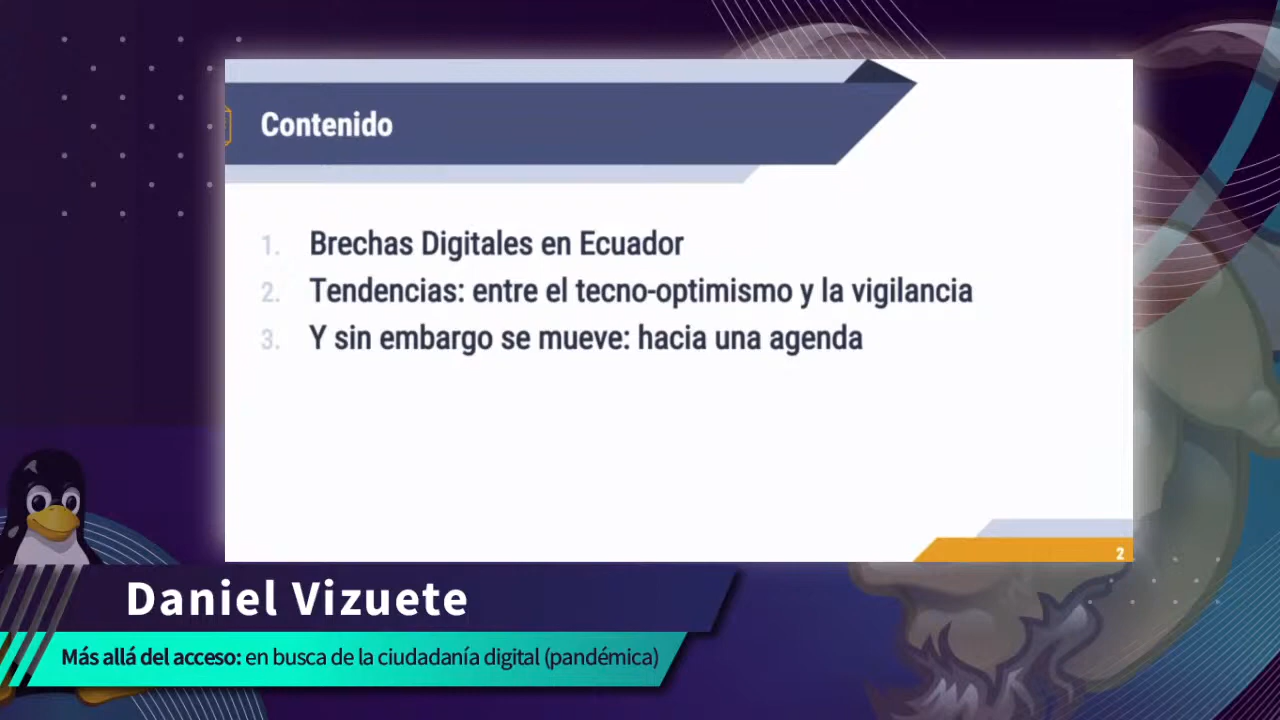 Contenido
1. Brechas Digitales en Ecuador
2. Tendencias: entre el tecno-optimismo y la vigilancia
3. Y sin embargo se mueve: hacia una agenda
2
Daniel Vizuete
Más allá del acceso: en busca de la ciudadanía digital (pandémica)